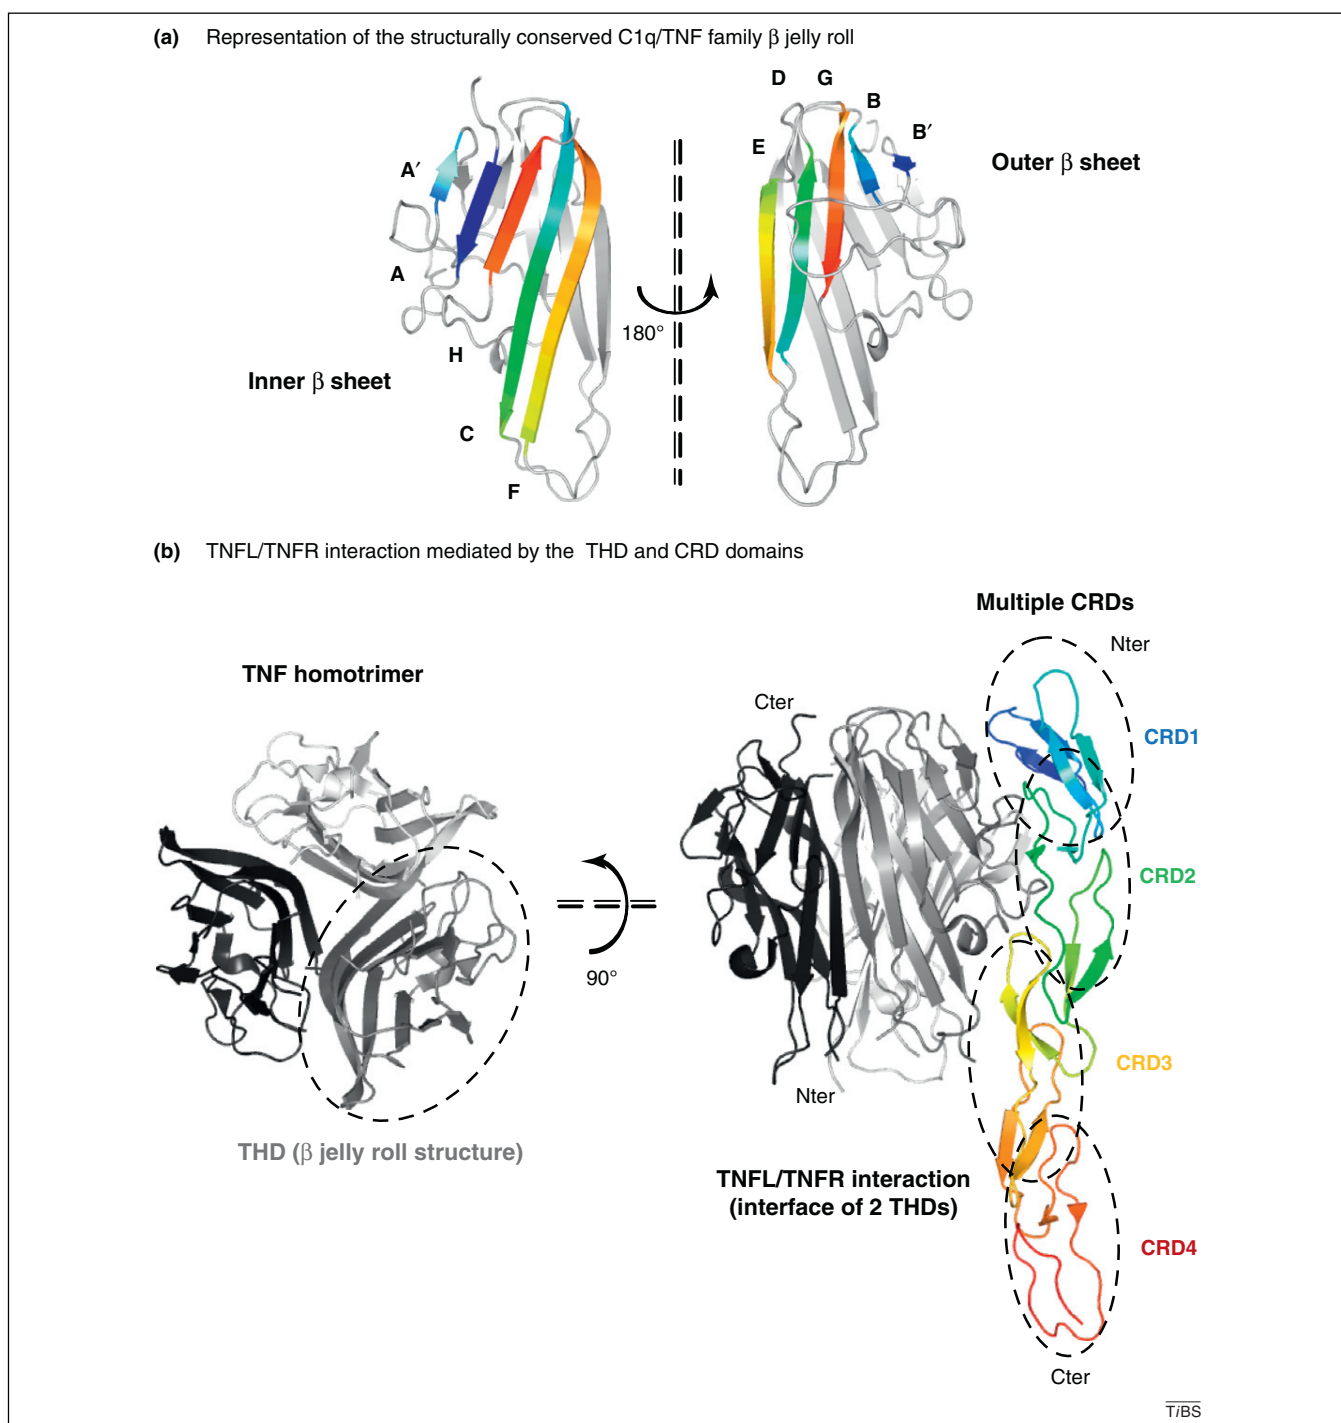 (a) Representation of the structurally conserved C1q/TNF family β jelly roll
D G B B′
E
A′
Outer β sheet
A
180°
H
Inner β sheet
C
F
(b) TNFL/TNFR interaction mediated by the THD and CRD domains
Multiple CRDs
Nter
TNF homotrimer
Cter
CRD1
CRD2
90°
CRD3
Nter
THD (β jelly roll structure)
TNFL/TNFR interaction
(interface of 2 THDs)
CRD4
Cter
TiBS